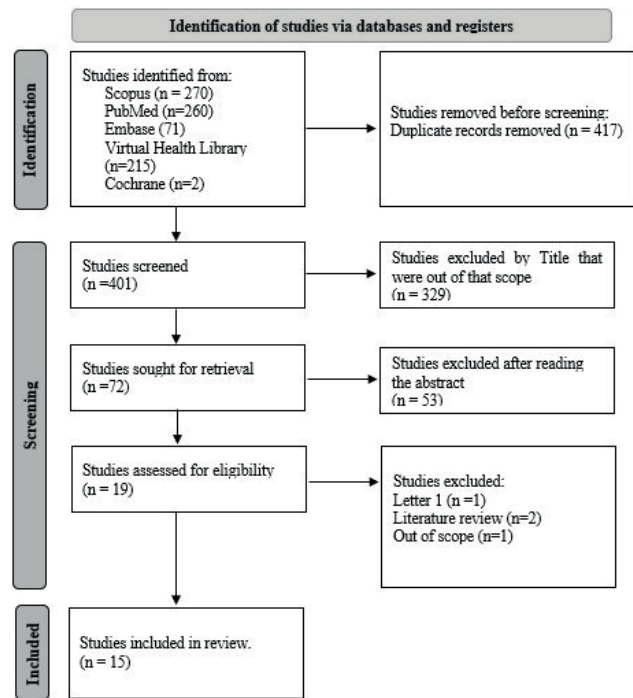 Identification of studies via databases and registers
Identification
Studies identified from:
Scopus (n = 270)
PubMed (n=260)
Embase (71)
Virtual Health Library
(n=215)
Cochrane (n=2)
Studies removed before screening:
Duplicate records removed (n = 417)
Screening
Studies screened
(n =401)
Studies excluded by Title that
were out of that scope
(n = 329)
Studies sought for retrieval
(n =72)
Studies excluded after reading
the abstract
(n = 53)
Studies assessed for eligibility
(n = 19)
Studies excluded:
Letter 1 (n =1)
Literature review (n=2)
Out of scope (n=1)
Included
Studies included in review.
(n = 15)